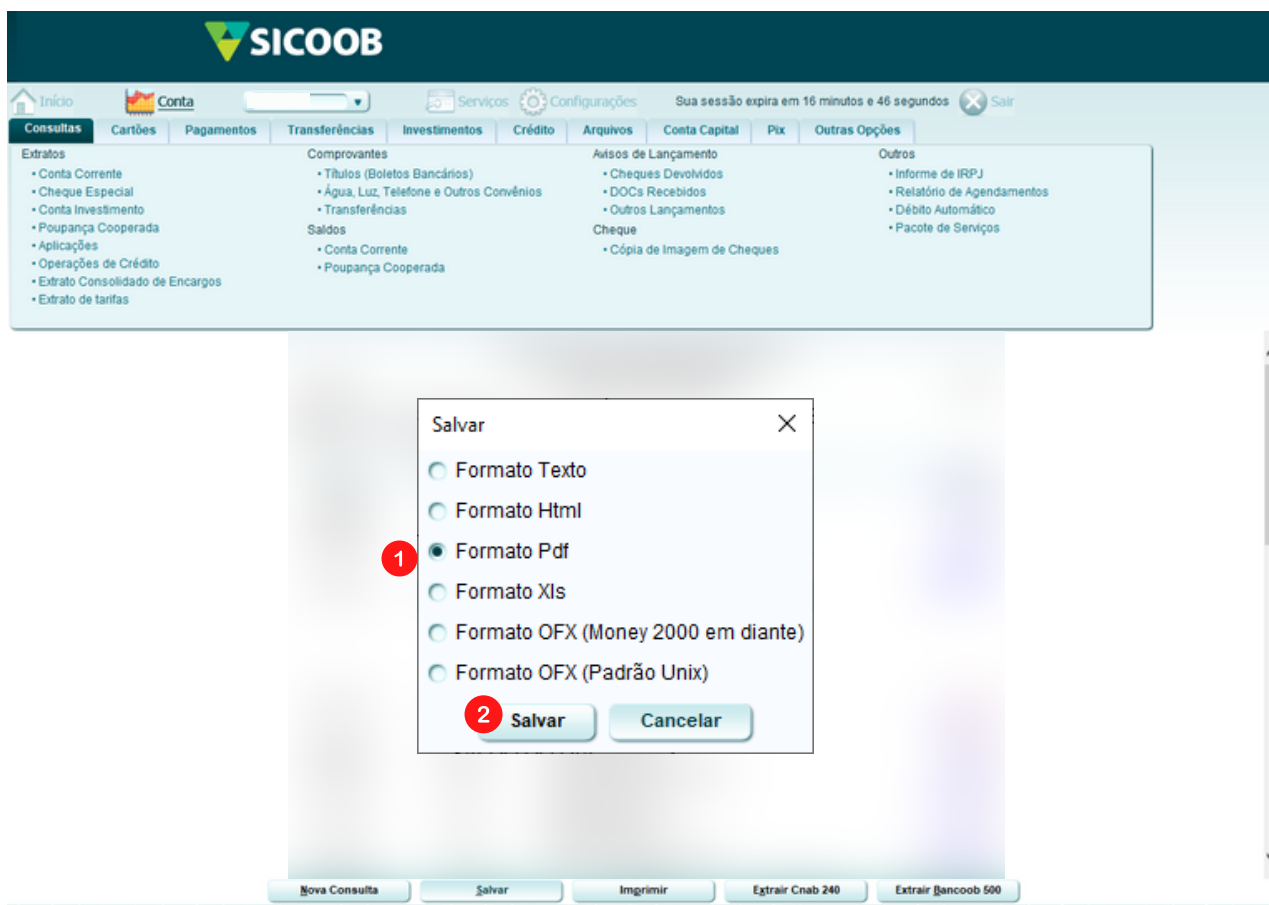 SICOOB
Início Conta Serviços Configurações Sua sessão expira em 16 minutos e 46 segundos Sair
Consultas Cartões Pagamentos Transferências Investimentos Crédito Arquivos Conta Capital Pix Outras Opções
Extratos
• Conta Corrente
• Cheque Especial
• Conta Investimento
• Poupança Cooperada
• Aplicações
• Operações de Crédito
• Extrato Consolidado de Encargos
• Extrato de tarifas
Comprovantes
• Títulos (Boletos Bancários)
• Água, Luz, Telefone e Outros Convênios
• Transferências
Saldos
• Conta Corrente
• Poupança Cooperada
Avisos de Lançamento
• Cheques Devolvidos
• DOCs Recebidos
• Outros Lançamentos
Cheque
• Cópia de Imagem de Cheques
Outros
• Informe de IRPJ
• Relatório de Agendamentos
• Débito Automático
• Pacote de Serviços
Salvar
Formato Texto
Formato Html
1 Formato Pdf
Formato Xls
Formato OFX (Money 2000 em diante)
Formato OFX (Padrão Unix)
2 Salvar Cancelar
Nova Consulta Salvar Imprimir Extrair Cnab 240 Extrair Bancoob 500